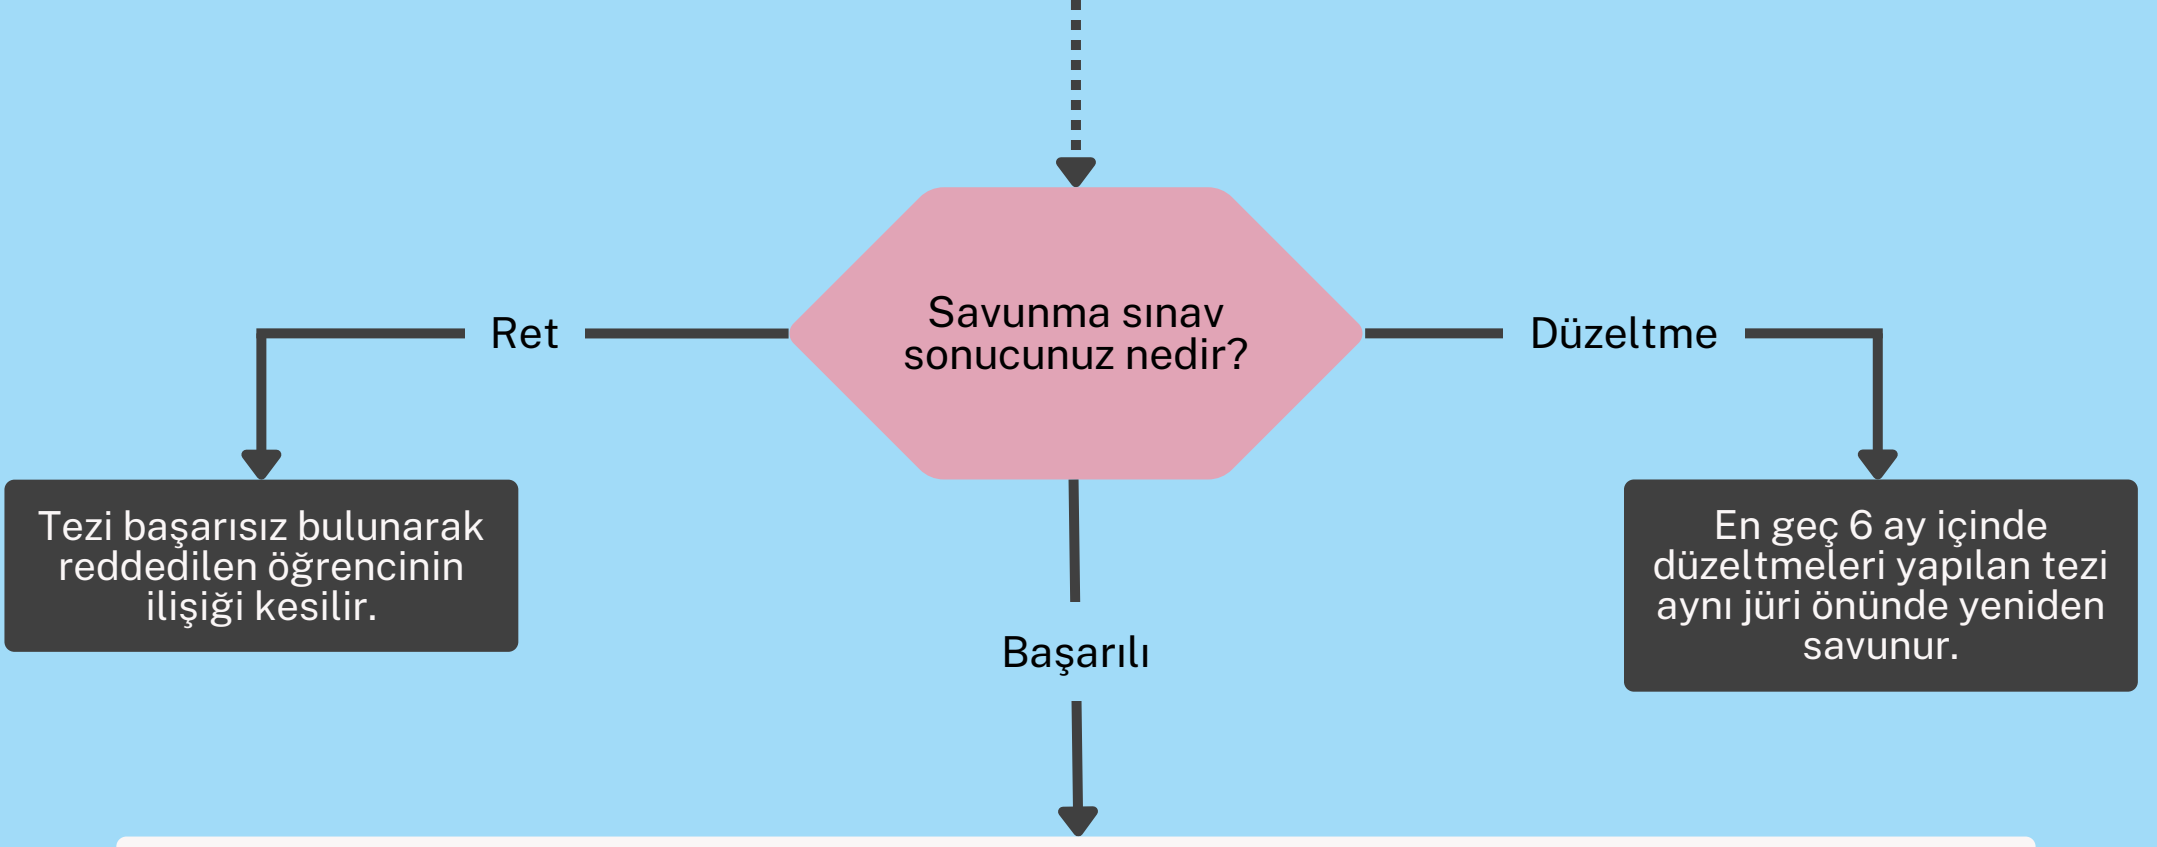 Savunma sınav
sonucunuz nedir?
Ret
Düzeltme
Tezi başarısız bulunarak
reddedilen öğrencinin
ilişiği kesilir.
En geç 6 ay içinde
düzeltmeleri yapılan tezi
aynı jüri önünde yeniden
savunur.
Başarılı